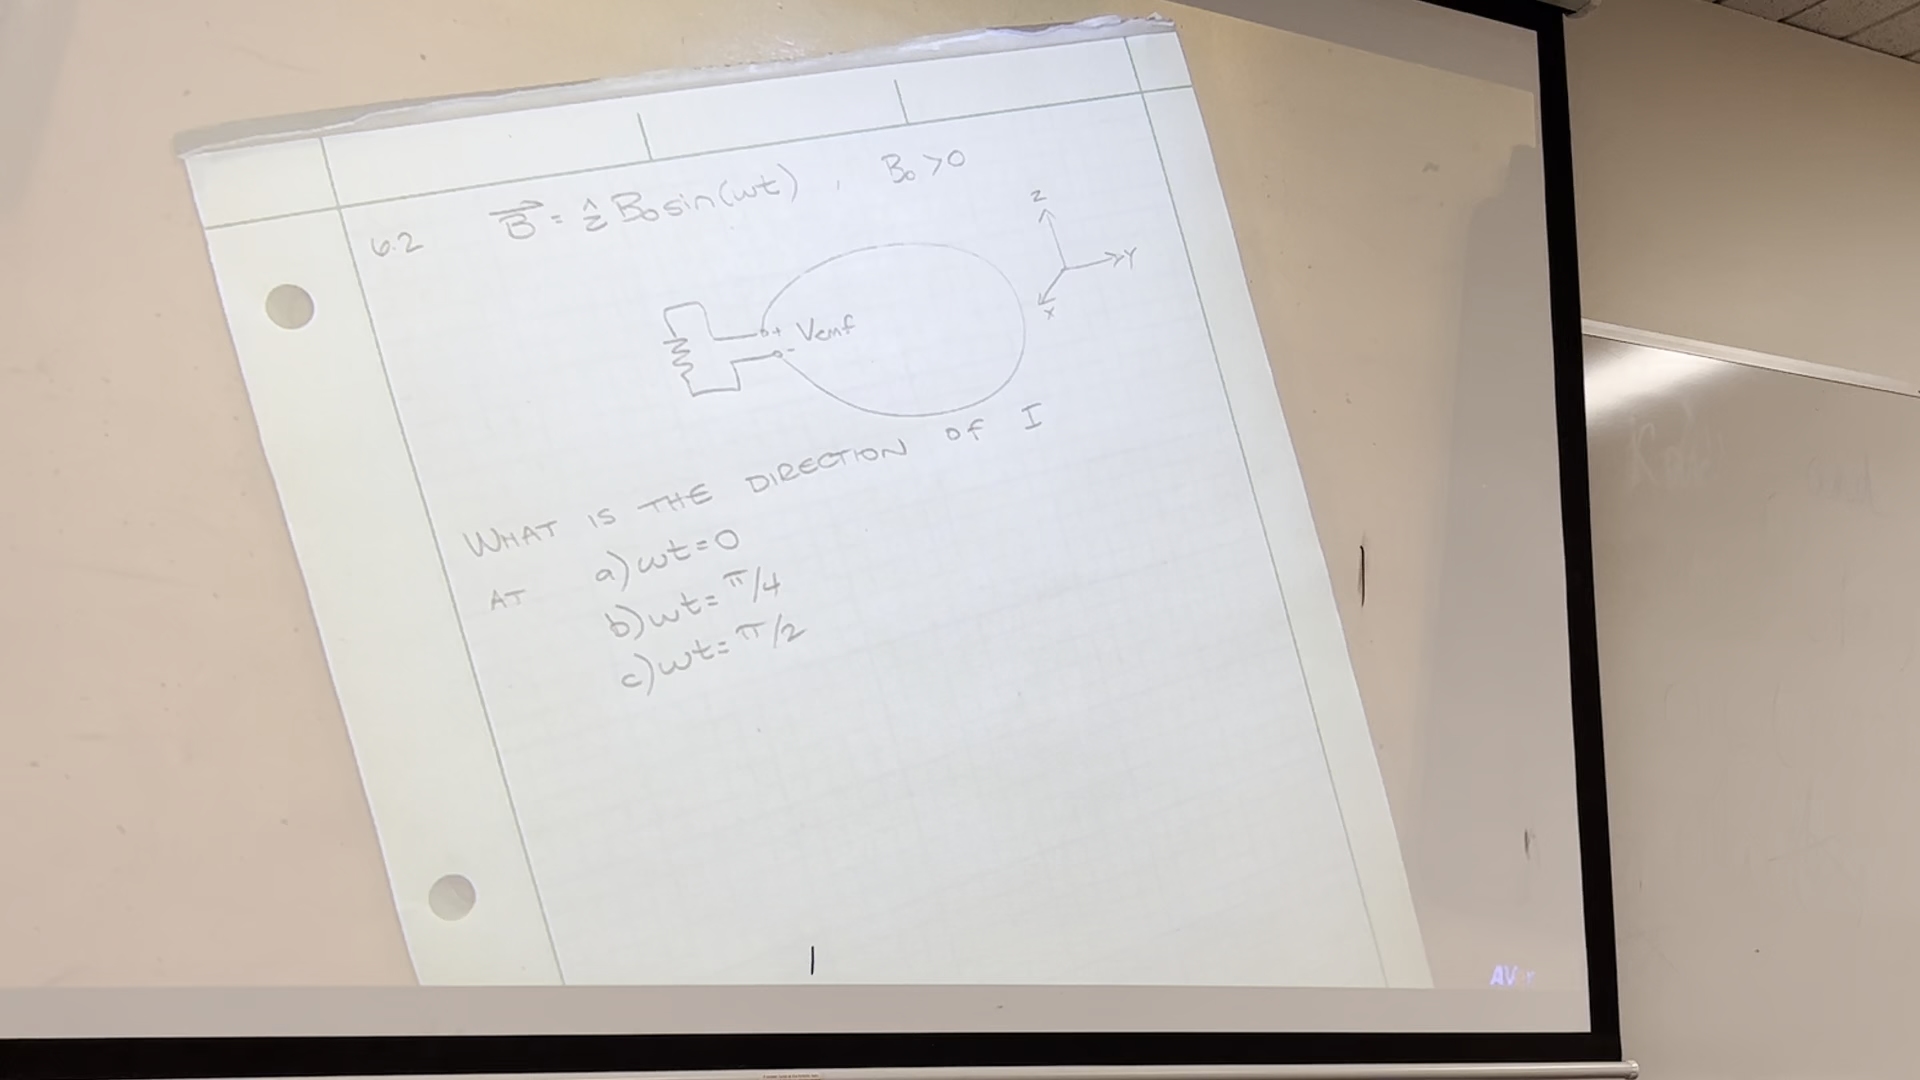 6.2 B⃗ = ẑ B₀ sin(ωt) , B₀ > 0
Z
Y
X
+ Vemf
-
WHAT IS THE DIRECTION OF I
AT a) ωt = 0
b) ωt = π/4
c) ωt = π/2